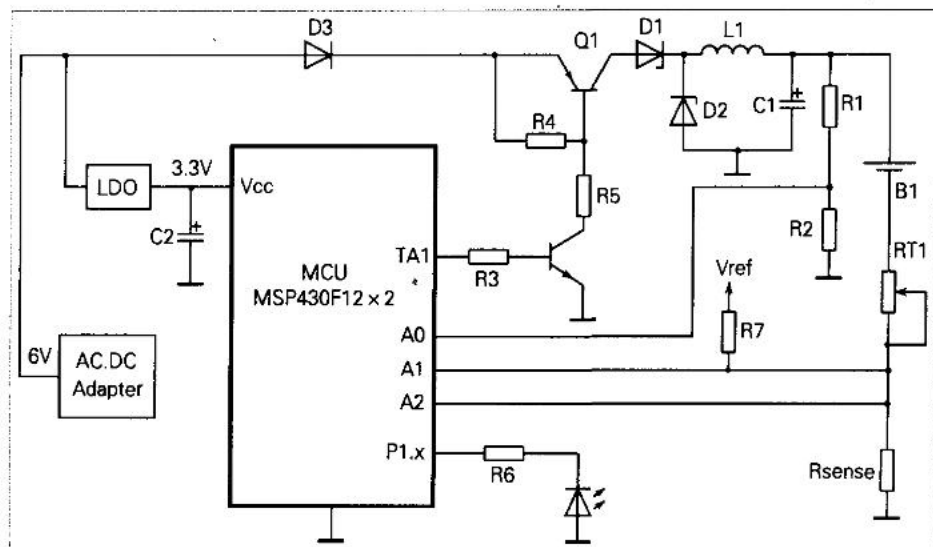 D3
Q1
D1
L1
R4
D2
C1
R1
LDO
3.3V
Vcc
R5
B1
C2
R2
MCU
MSP430F12×2
TA1
R3
Vref
RT1
6V
AC.DC
Adapter
A0
R7
A1
A2
P1.x
R6
Rsense